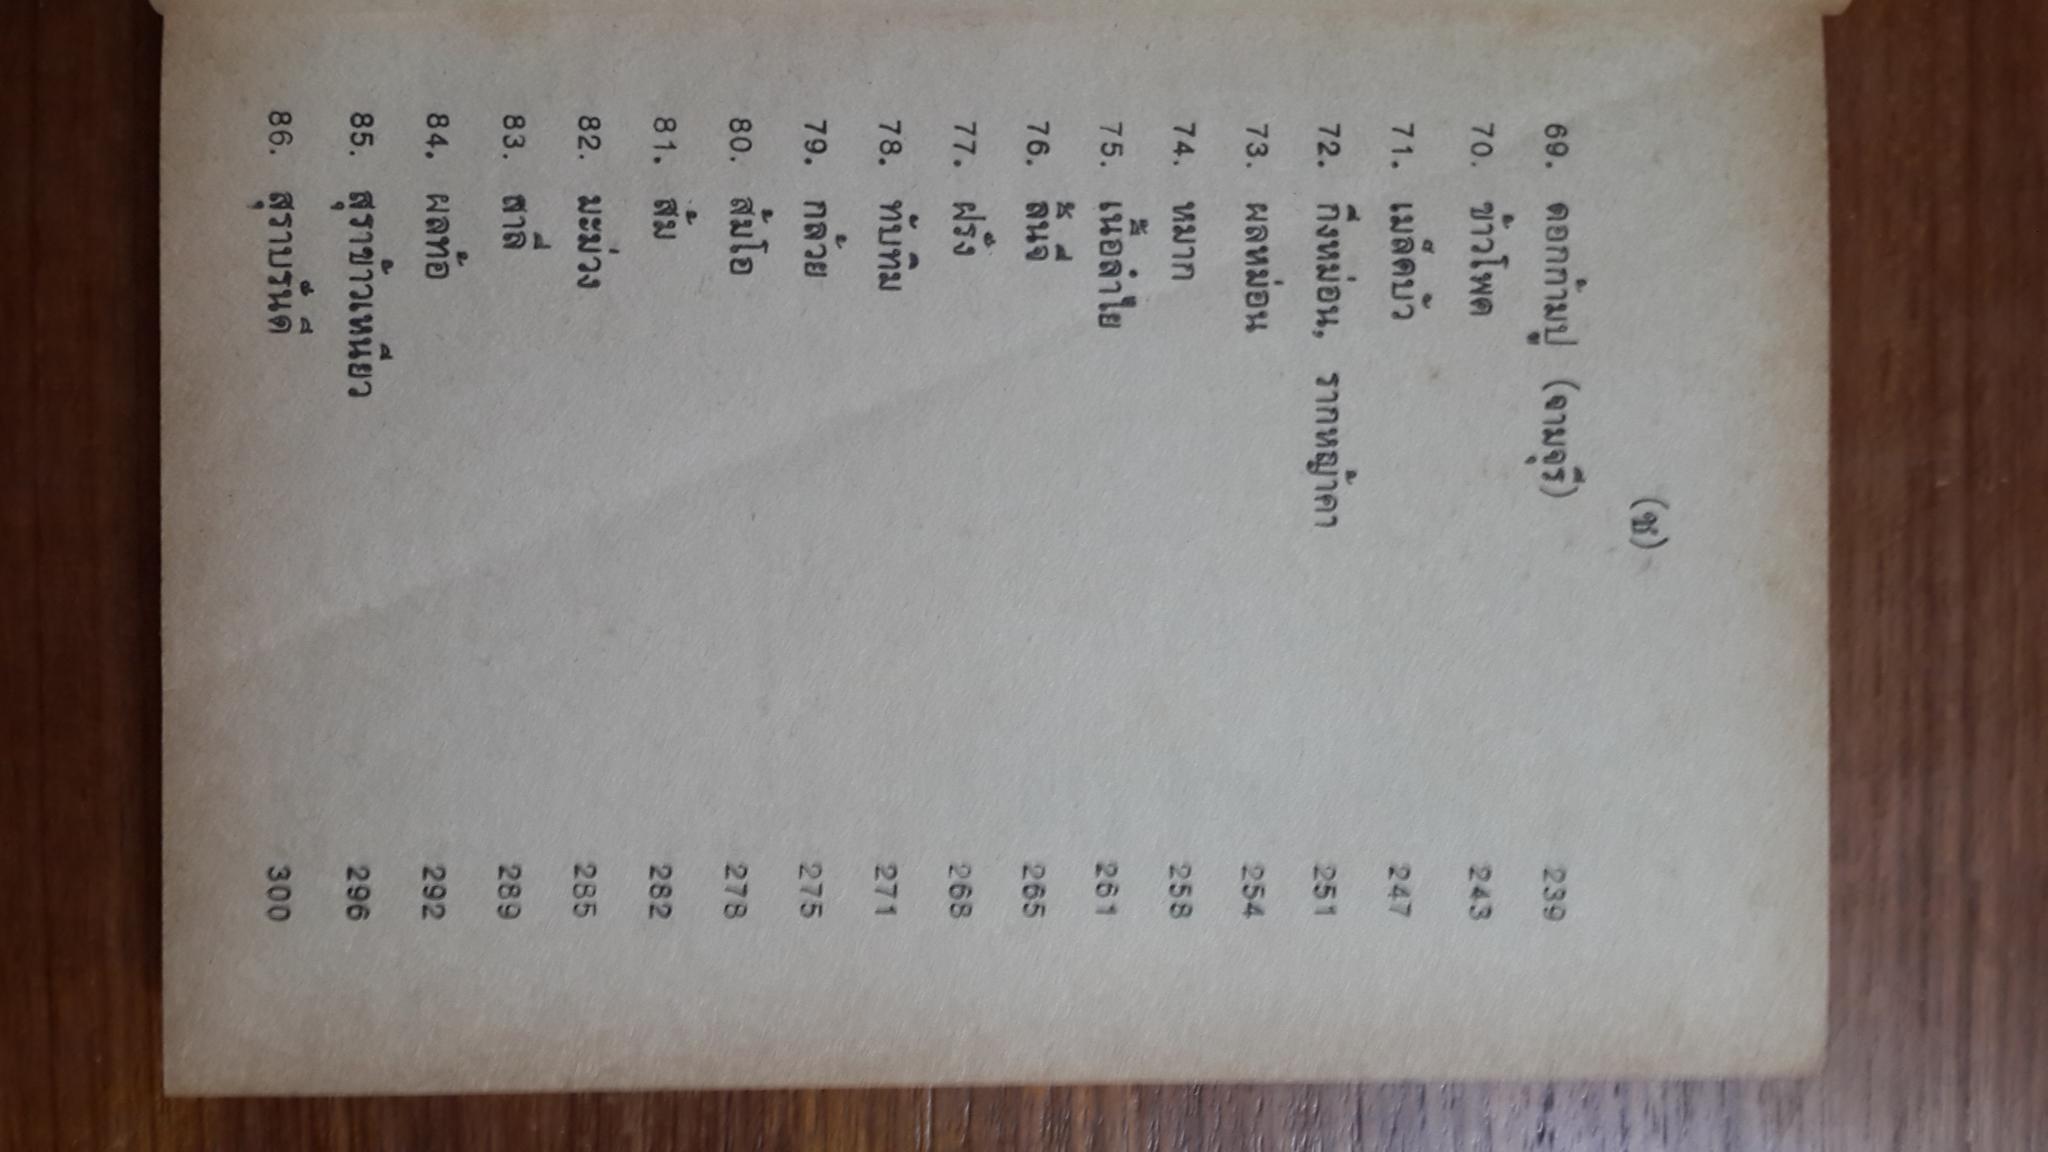 (ช)
69. ดอกก้ามปู (จามจุรี) 239
70. ข้าวโพด 243
71. เมล็ดบัว 247
72. กิ่งหม่อน, รากหญ้าคา 251
73. ผลหม่อน 254
74. หมาก 258
75. เนื้อลำไย 261
76. ลิ้นจี่ 265
77. ฝรั่ง 268
78. ทับทิม 271
79. กล้วย 275
80. ส้มโอ 278
81. ส้ม 282
82. มะม่วง 285
83. สาลี่ 289
84. ผลท้อ 292
85. สุราข้าวเหนียว 296
86. สุราบรั่นดี 300